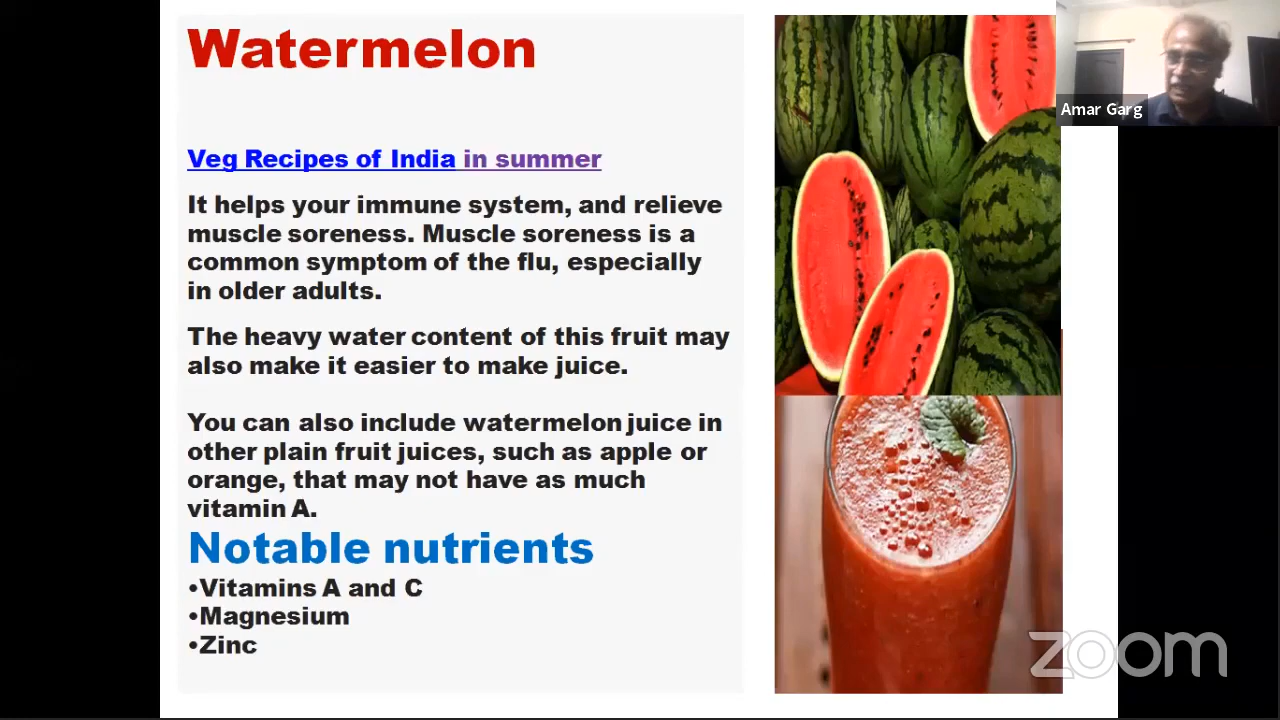 Watermelon
Veg Recipes of India in summer
It helps your immune system, and relieve
muscle soreness. Muscle soreness is a
common symptom of the flu, especially
in older adults.
The heavy water content of this fruit may
also make it easier to make juice.
You can also include watermelon juice in
other plain fruit juices, such as apple or
orange, that may not have as much
vitamin A.
Notable nutrients
•Vitamins A and C
•Magnesium
•Zinc
Amar Garg
zoom